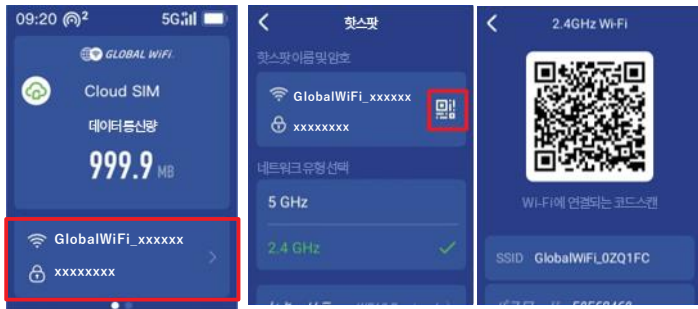 09:20 2 5G
GLOBAL WiFi.
Cloud SIM
데이터 통신량
999.9 MB
GlobalWiFi_xxxxxx
xxxxxxxx
핫스팟
핫스팟 이름 및 암호
GlobalWiFi_xxxxxx
xxxxxxxx
네트워크 유형 선택
5 GHz
2.4 GHz
2.4GHz Wi-Fi
Wi-Fi에 연결되는 코드스캔
SSID GlobalWiFi_0ZQ1FC